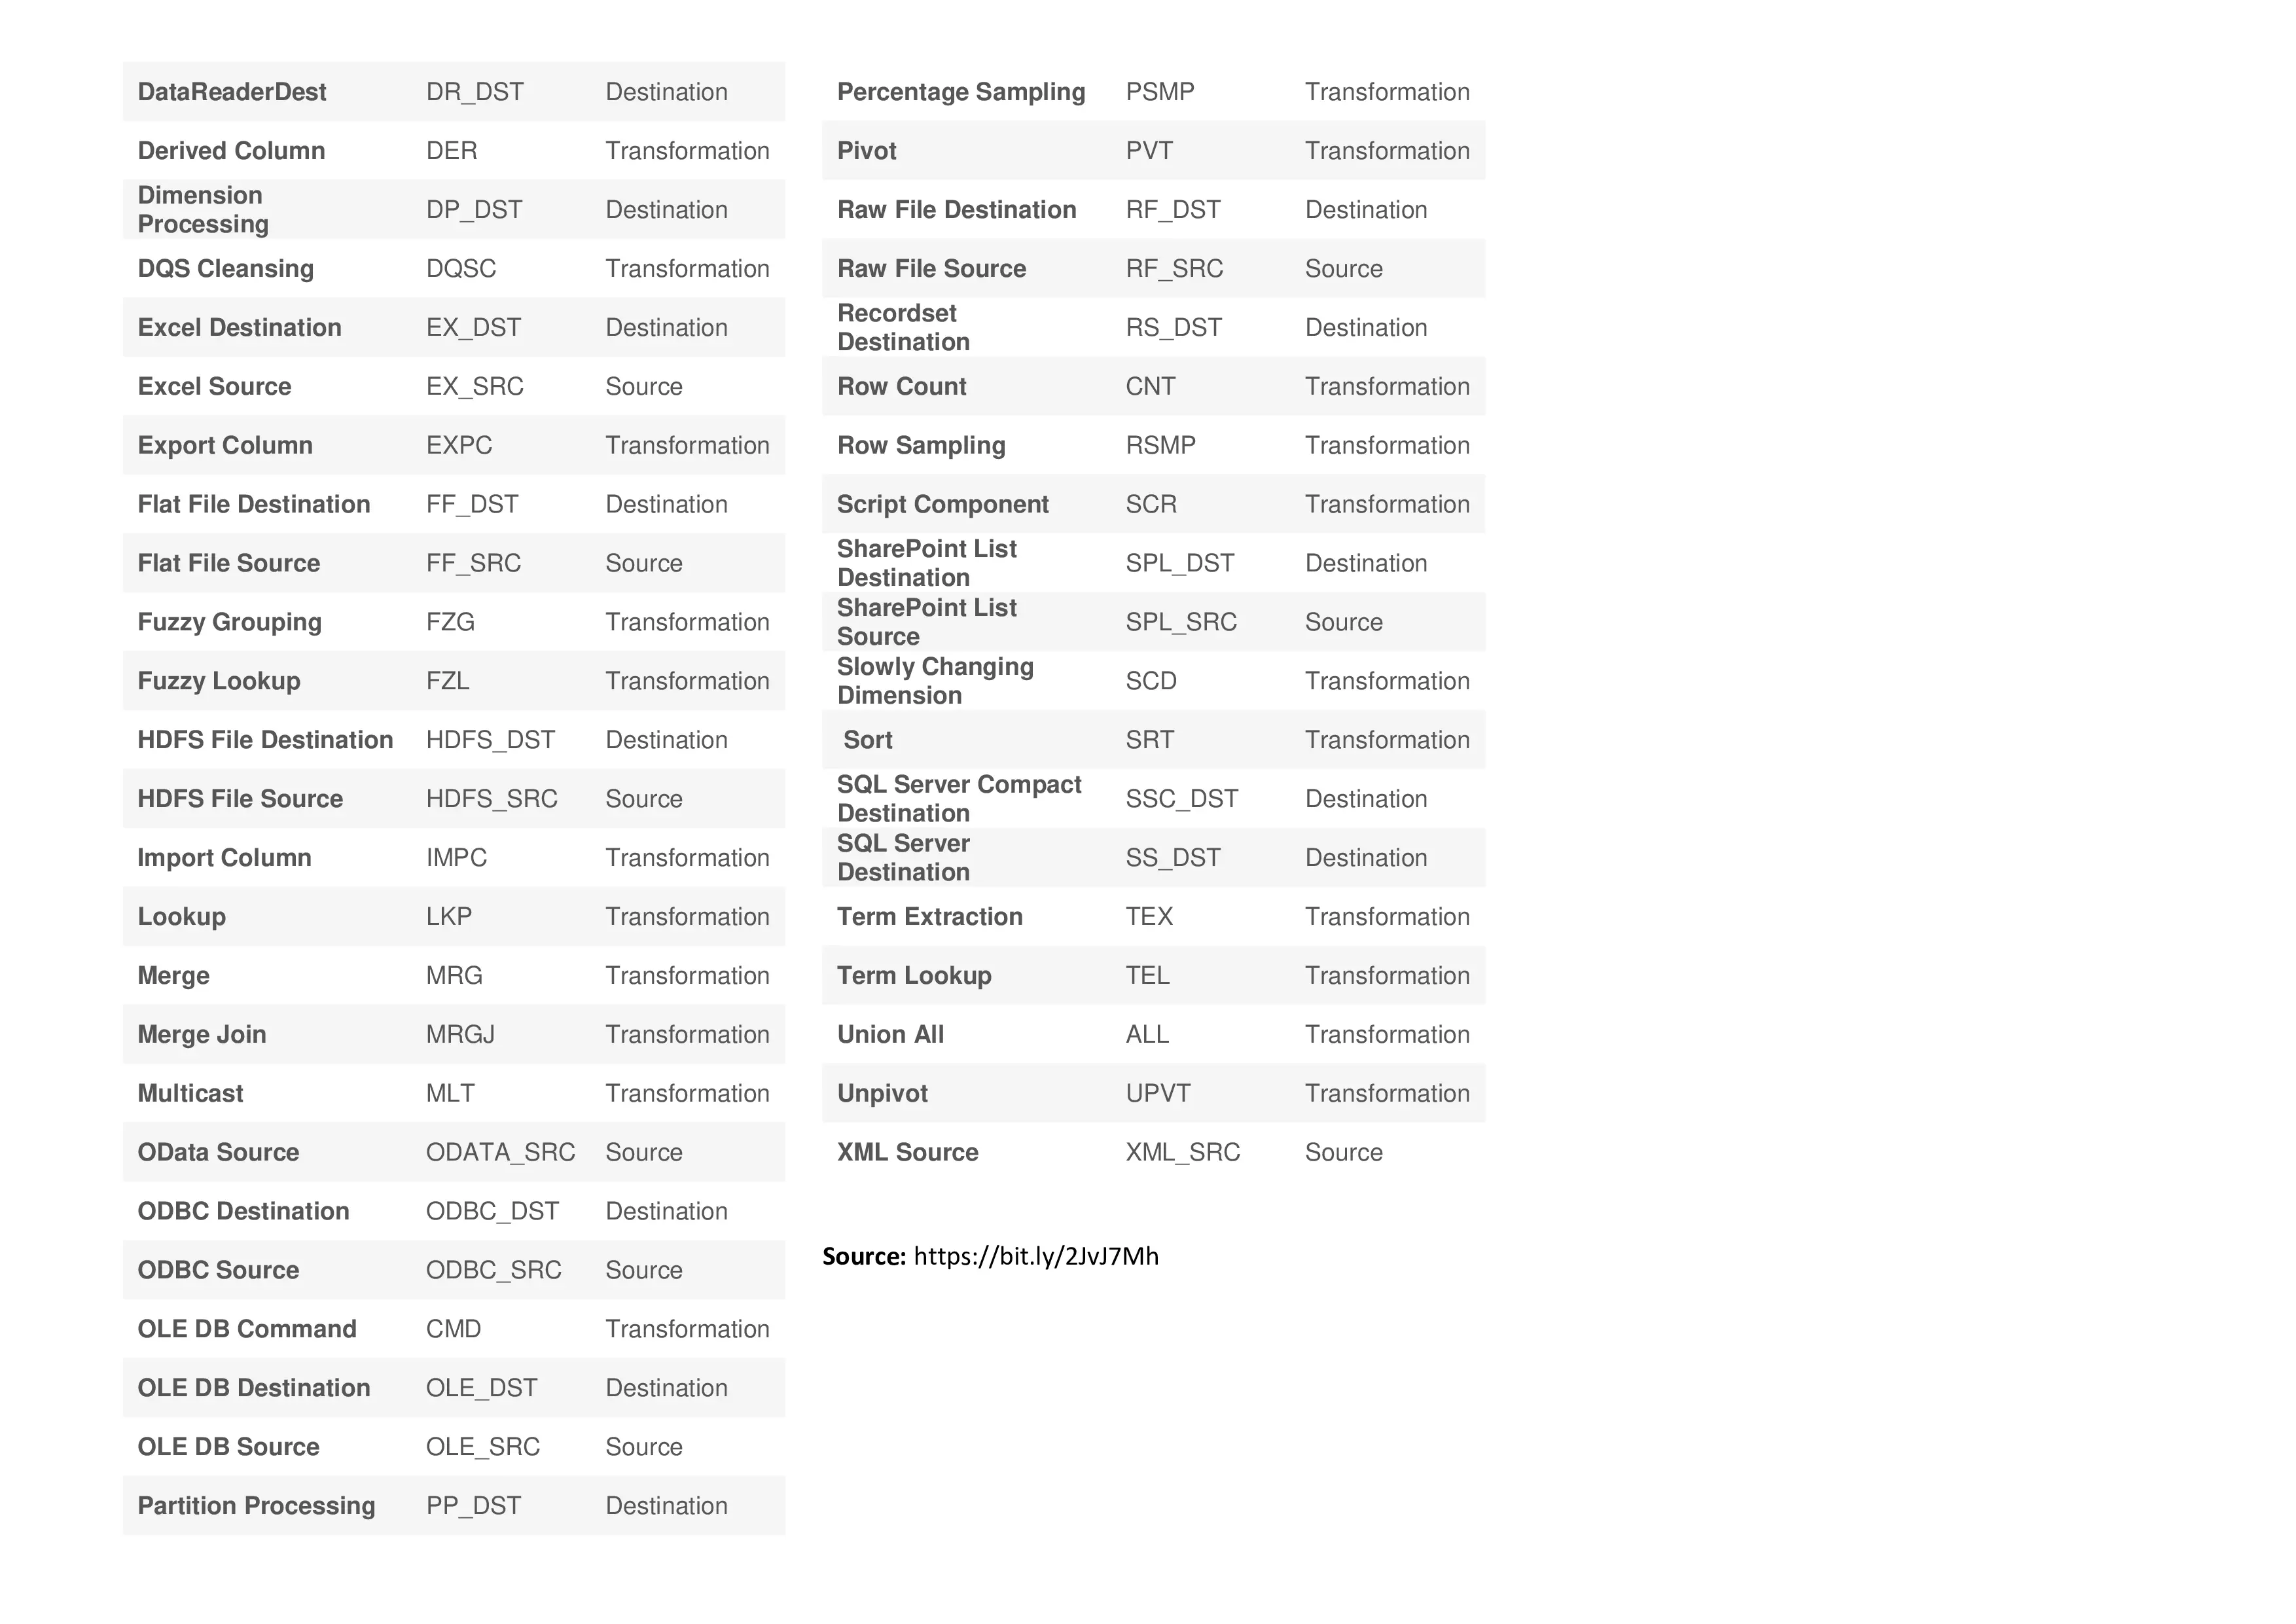 DataReaderDest DR_DST Destination
Derived Column DER Transformation
Dimension
Processing DP_DST Destination
DQS Cleansing DQSC Transformation
Excel Destination EX_DST Destination
Excel Source EX_SRC Source
Export Column EXPC Transformation
Flat File Destination FF_DST Destination
Flat File Source FF_SRC Source
Fuzzy Grouping FZG Transformation
Fuzzy Lookup FZL Transformation
HDFS File Destination HDFS_DST Destination
HDFS File Source HDFS_SRC Source
Import Column IMPC Transformation
Lookup LKP Transformation
Merge MRG Transformation
Merge Join MRGJ Transformation
Multicast MLT Transformation
OData Source ODATA_SRC Source
ODBC Destination ODBC_DST Destination
ODBC Source ODBC_SRC Source
OLE DB Command CMD Transformation
OLE DB Destination OLE_DST Destination
OLE DB Source OLE_SRC Source
Partition Processing PP_DST Destination
Percentage Sampling PSMP Transformation
Pivot PVT Transformation
Raw File Destination RF_DST Destination
Raw File Source RF_SRC Source
Recordset
Destination RS_DST Destination
Row Count CNT Transformation
Row Sampling RSMP Transformation
Script Component SCR Transformation
SharePoint List
Destination SPL_DST Destination
SharePoint List
Source SPL_SRC Source
Slowly Changing
Dimension SCD Transformation
Sort SRT Transformation
SQL Server Compact
Destination SSC_DST Destination
SQL Server
Destination SS_DST Destination
Term Extraction TEX Transformation
Term Lookup TEL Transformation
Union All ALL Transformation
Unpivot UPVT Transformation
XML Source XML_SRC Source
Source: https://bit.ly/2JvJ7Mh